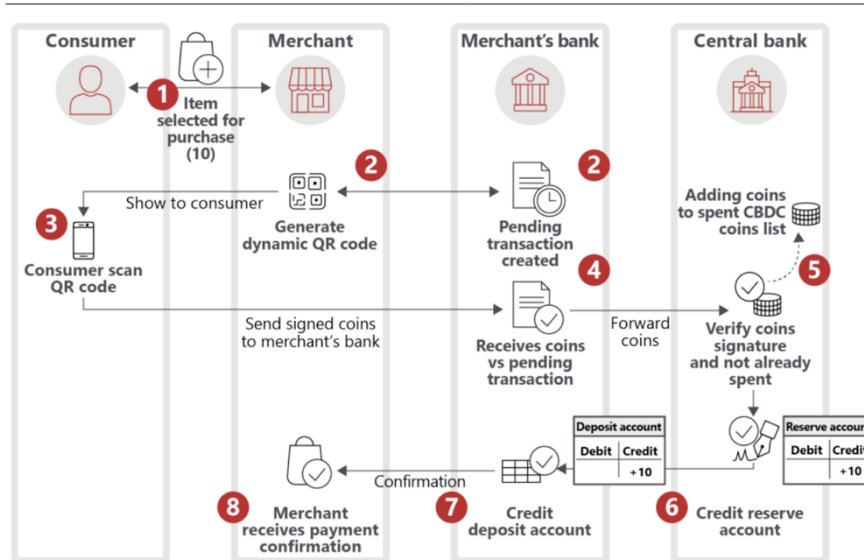 Consumer
Merchant
Merchant's bank
Central bank
1
Item
selected for
purchase
(10)
2
2
Show to consumer
Generate
dynamic QR code
Pending
transaction
created
Adding coins
to spent CBDC
coins list
3
Consumer scan
QR code
4
5
Send signed coins
to merchant's bank
Receives coins
vs pending
transaction
Forward
coins
Verify coins
signature
and not already
spent
Deposit account
Debit Credit
+10
Reserve account
Debit Credit
+10
Confirmation
8
Merchant
receives payment
confirmation
7
Credit
deposit account
6
Credit reserve
account